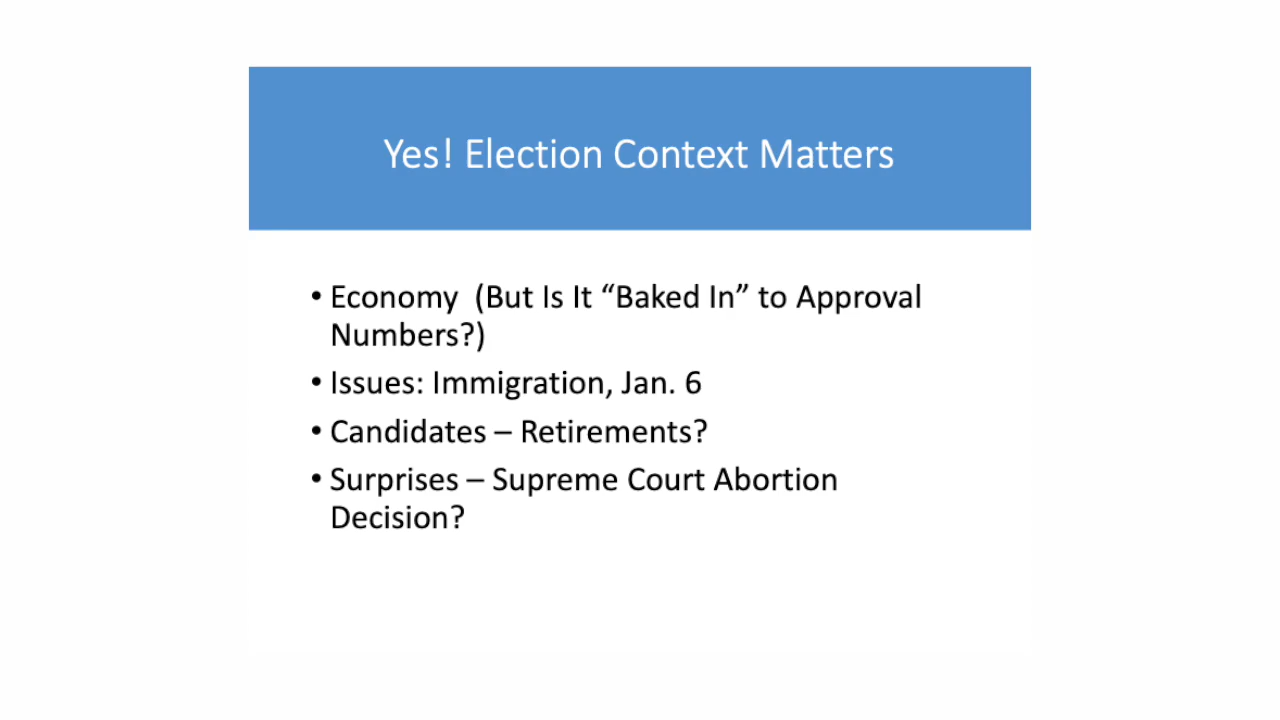 Yes! Election Context Matters
• Economy  (But Is It “Baked In” to Approval
Numbers?)
• Issues: Immigration, Jan. 6
• Candidates – Retirements?
• Surprises – Supreme Court Abortion
Decision?